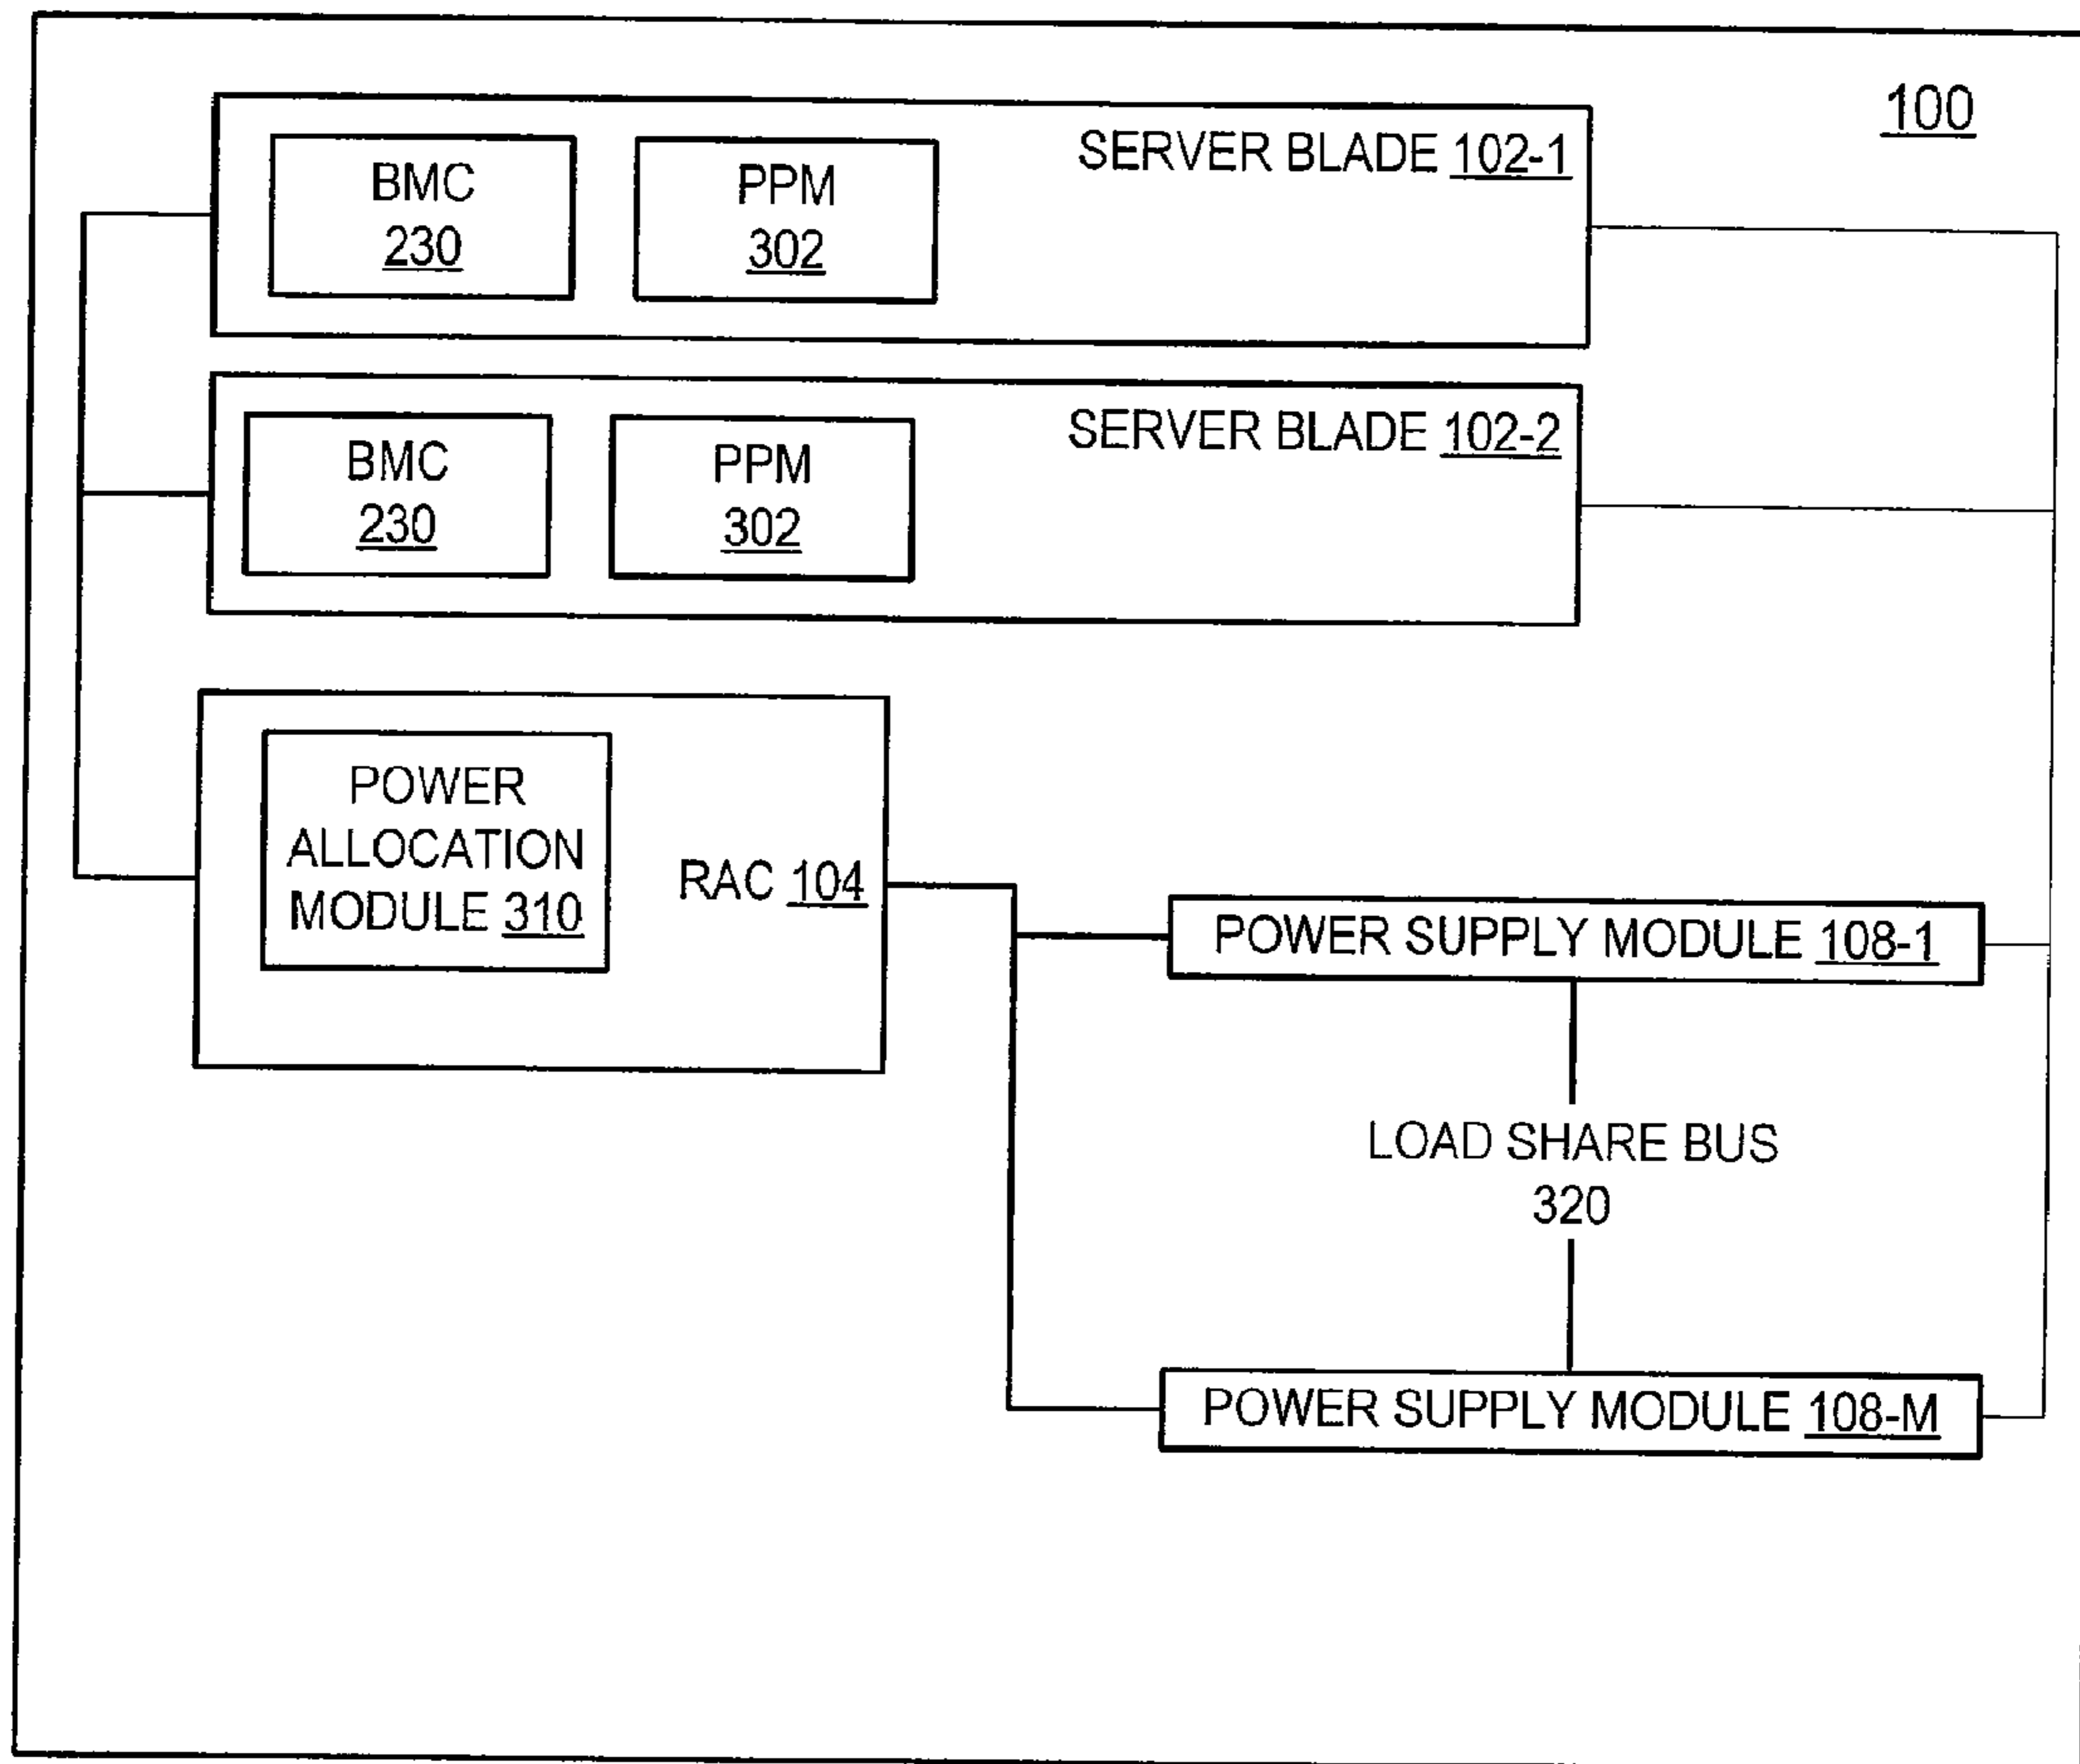 100
SERVER BLADE 102-1
BMC
230
PPM
302
SERVER BLADE 102-2
BMC
230
PPM
302
POWER
ALLOCATION
MODULE 310
RAC 104
POWER SUPPLY MODULE 108-1
LOAD SHARE BUS
320
POWER SUPPLY MODULE 108-M